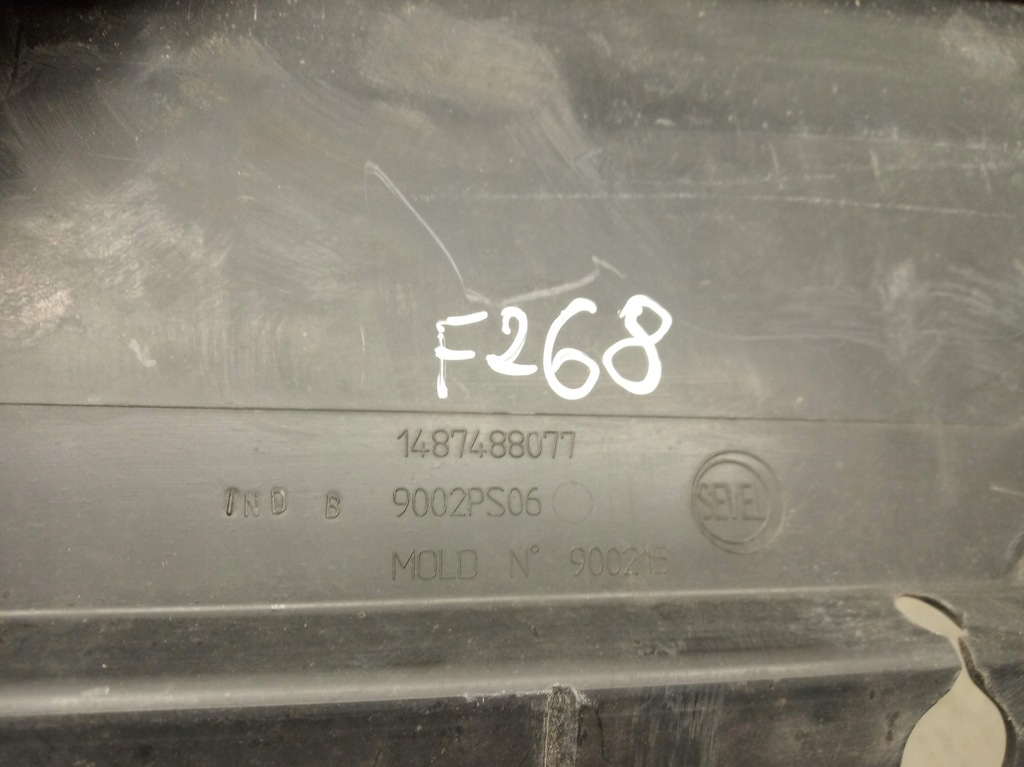 F268
1487488077
IND B 9002PS06
SEVEL
MOLD N° 900215